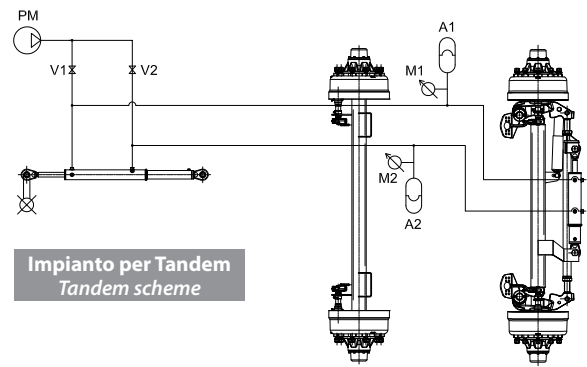 PM
A1
V1
V2
M1
M2
A2
Impianto per Tandem
Tandem scheme